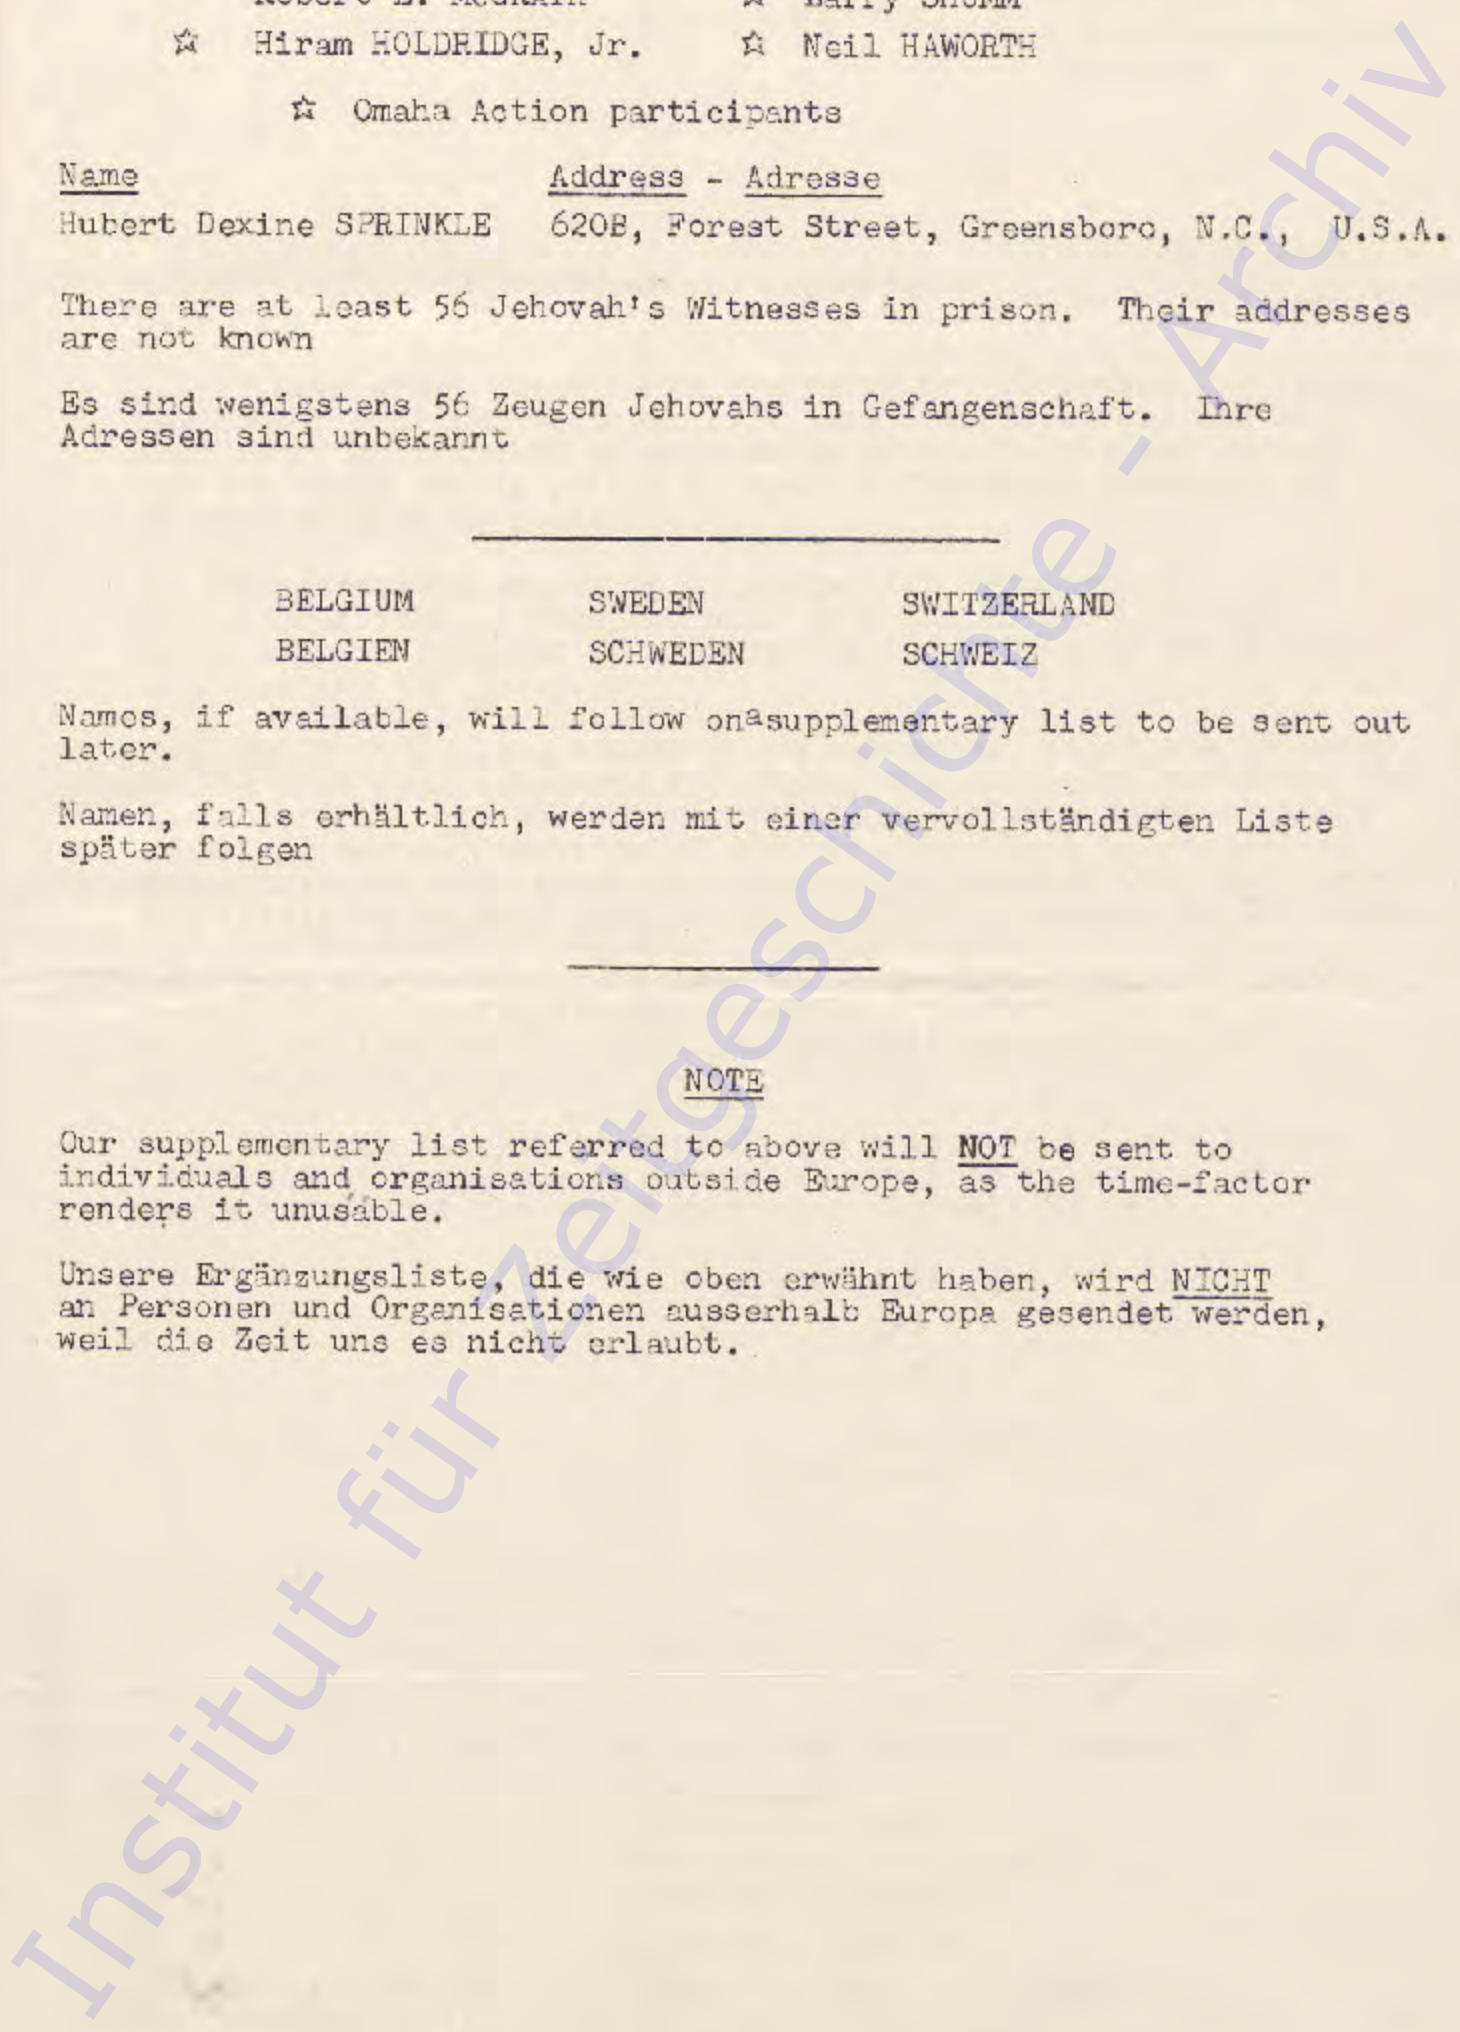 ☆ Hiram HOLDRIDGE, Jr. ☆ Neil HAWORTH
☆ Omaha Action participants
Name Address - Adresse
Hubert Dexine SPRINKLE 620B, Forest Street, Greensboro, N.C., U.S.A.
There are at least 56 Jehovah's Witnesses in prison. Their addresses
are not known
Es sind wenigstens 56 Zeugen Jehovahs in Gefangenschaft. Ihre
Adressen sind unbekannt
BELGIUM SWEDEN SWITZERLAND
BELGIEN SCHWEDEN SCHWEIZ
Names, if available, will follow onasupplementary list to be sent out
later.
Namen, falls erhältlich, werden mit einer vervollständigten Liste
später folgen
NOTE
Our supplementary list referred to above will NOT be sent to
individuals and organisations outside Europe, as the time-factor
renders it unusable.
Unsere Ergänzungsliste, die wie oben erwähnt haben, wird NICHT
an Personen und Organisationen ausserhalb Europa gesendet werden,
weil die Zeit uns es nicht erlaubt.
Institut für Zeitgeschichte - Archiv